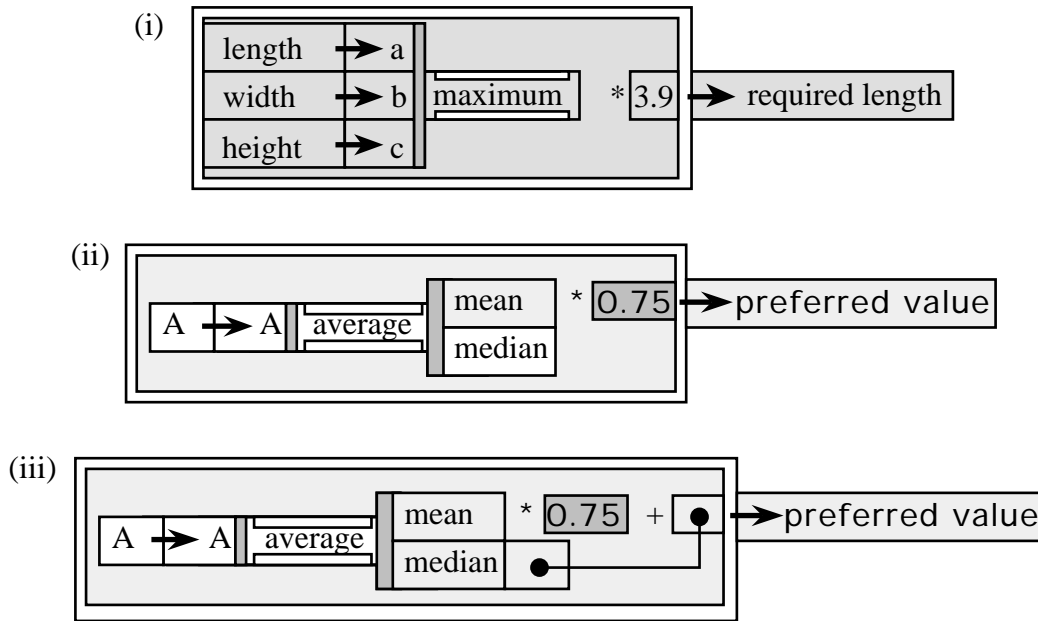 (i)
length a
width b maximum * 3.9 required length
height c
(ii)
mean * 0.75 preferred value
A A average
median
(iii)
mean * 0.75 + preferred value
A A average
median